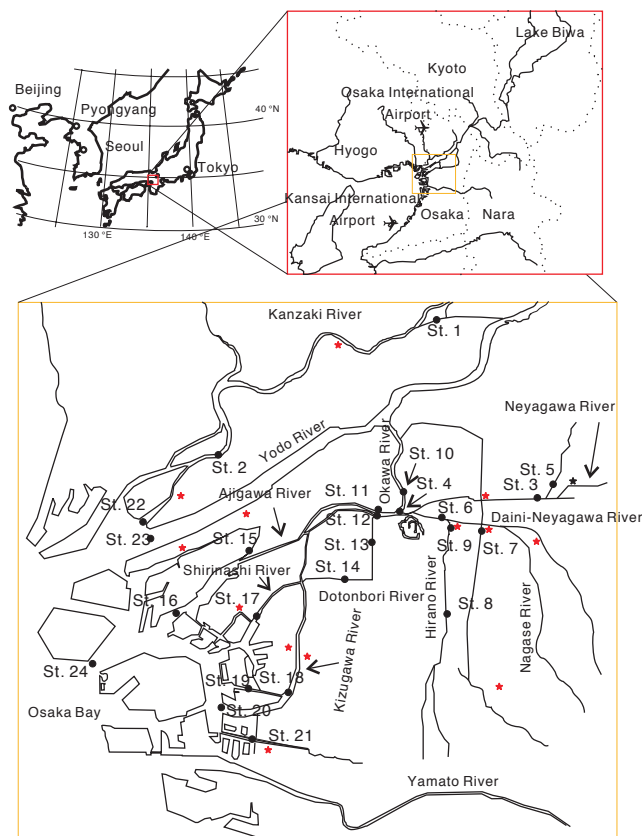 Beijing
Pyongyang
Seoul
Tokyo
40 °N
30 °N
130 °E
140 °E
Lake Biwa
Kyoto
Osaka International
Airport
Hyogo
Kansai International
Airport
Osaka
Nara
Kanzaki River
St. 1
Neyagawa River
Yodo River
Okawa River
St. 2
St. 10
St. 5
St. 4
St. 3
Ajigawa River
St. 11
St. 6
St. 22
St. 12
Daini-Neyagawa River
St. 23
St. 15
St. 13
St. 9
St. 7
Shirinashi River
St. 14
Dotonbori River
St. 16
St. 17
Hirano River
St. 8
Nagase River
Kizugawa River
St. 24
St. 19
St. 18
Osaka Bay
St. 20
St. 21
Yamato River